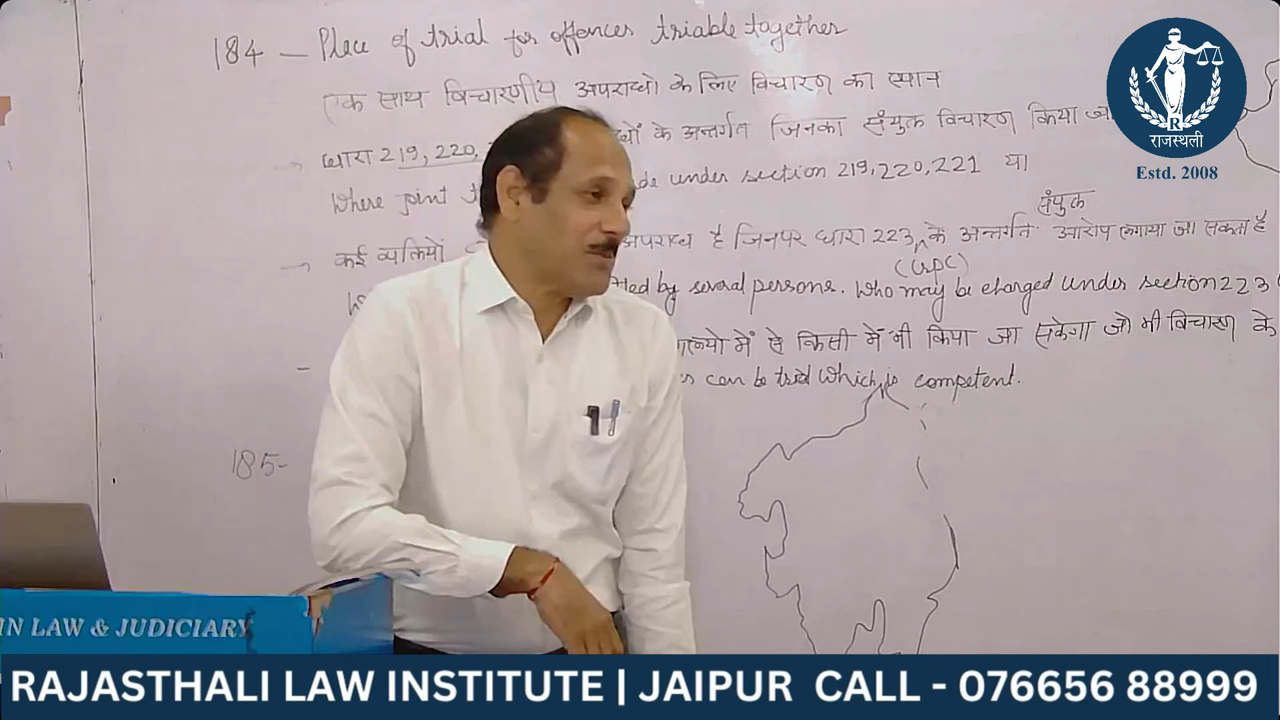 184 – Place of trial for offences triable together
एक साथ विचारणीय अपराधो के लिए विचारण का स्थान
धारा 219, 220, के अन्तर्गत जिनका संयुक्त विचारण किया
Where joint under section 219, 220, 221 या
संयुक्त
कई व्यक्तियों अपराध है जिनपर धारा 223 के अन्तर्गत आरोप लगाया जा सकता है
(CrPC)
by several persons. Who may be charged under section 223
में से किसी में भी किया जा सकेगा जो भी विचारण के
can be tried which is competent.
185-
राजस्थली
Estd. 2008
IN LAW & JUDICIARY
RAJASTHALI LAW INSTITUTE | JAIPUR CALL - 076656 88999